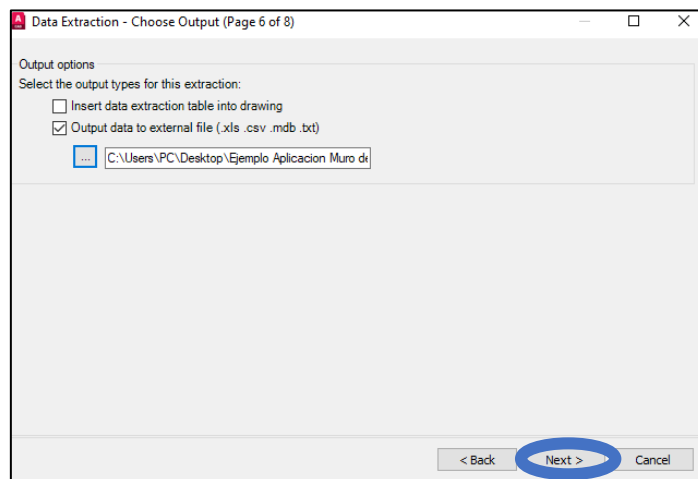 Data Extraction - Choose Output (Page 6 of 8)
Output options
Select the output types for this extraction:
Insert data extraction table into drawing
Output data to external file (.xls .csv .mdb .txt)
... C:\Users\PC\Desktop\Ejemplo Aplicacion Muro de
< Back Next > Cancel